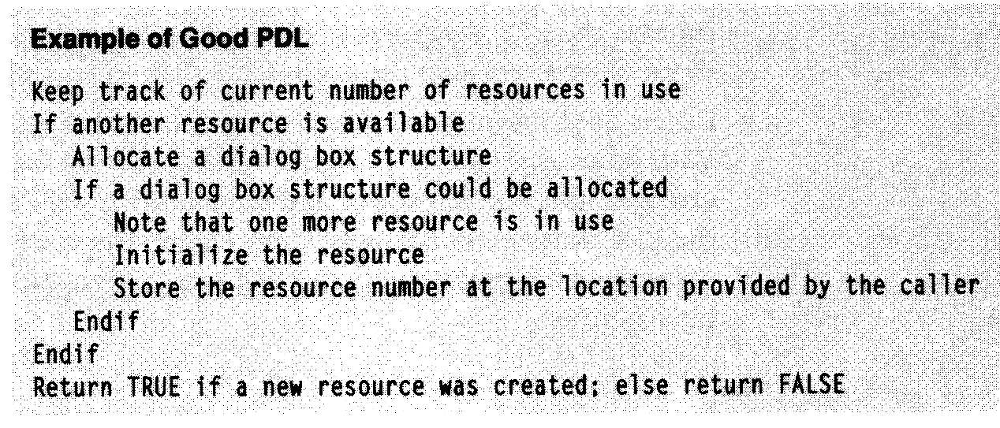 Example of Good PDL
Keep track of current number of resources in use
If another resource is available
   Allocate a dialog box structure
   If a dialog box structure could be allocated
      Note that one more resource is in use
      Initialize the resource
      Store the resource number at the location provided by the caller
   Endif
Endif
Return TRUE if a new resource was created; else return FALSE